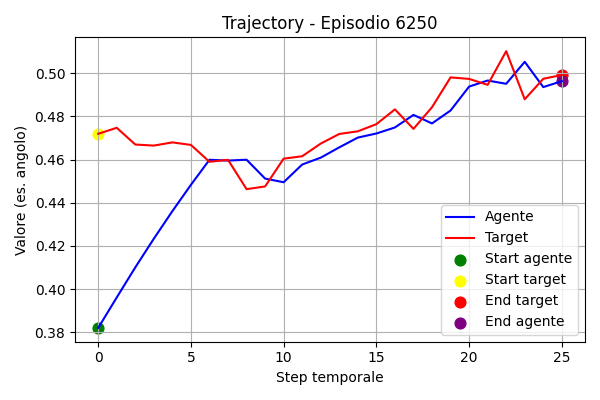 Trajectory - Episodio 6250
Valore (es. angolo)
0.50
0.48
0.46
0.44
0.42
0.40
0.38
0
5
10
15
20
25
Step temporale
Agente
Target
Start agente
Start target
End target
End agente